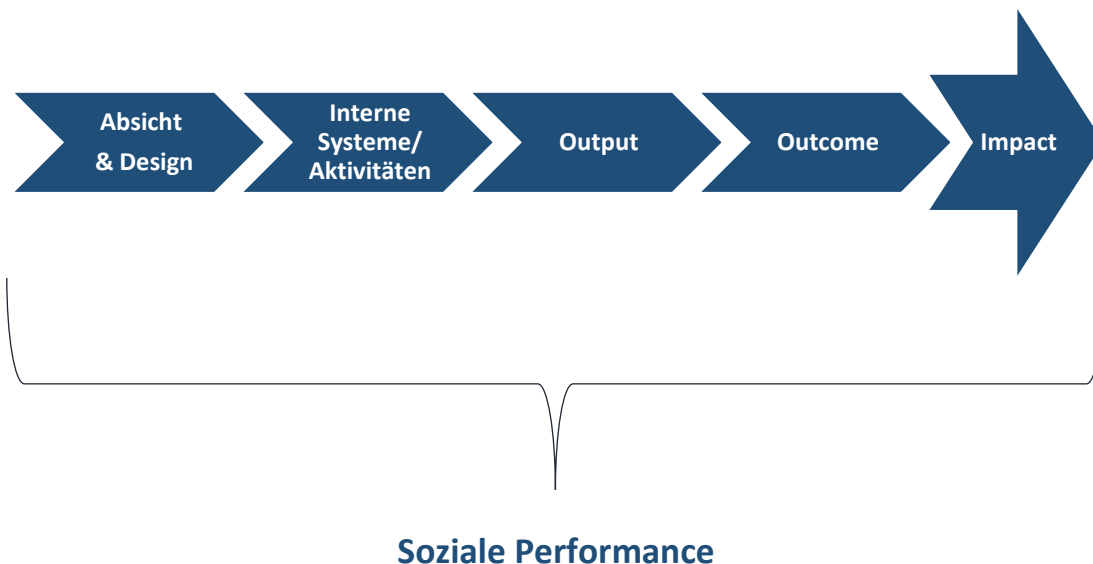 Absicht
& Design
Interne
Systeme/
Aktivitäten
Output
Outcome
Impact
Soziale Performance